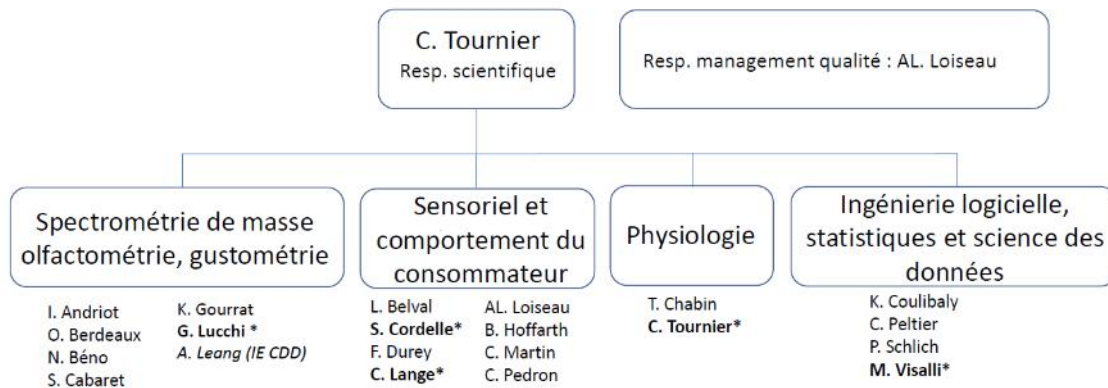 C. Tournier
Resp. scientifique
Resp. management qualité : AL. Loiseau
Spectrométrie de masse
olfactométrie, gustométrie
I. Andriot
O. Berdeaux
N. Béno
S. Cabaret
K. Gourrat
G. Lucchi *
A. Leang (IE CDD)
Sensoriel et
comportement du
consommateur
L. Belval
S. Cordelle*
F. Durey
C. Lange*
AL. Loiseau
B. Hoffarth
C. Martin
C. Pedron
Physiologie
T. Chabin
C. Tournier*
Ingénierie logicielle,
statistiques et science des
données
K. Coulibaly
C. Peltier
P. Schlich
M. Visalli*